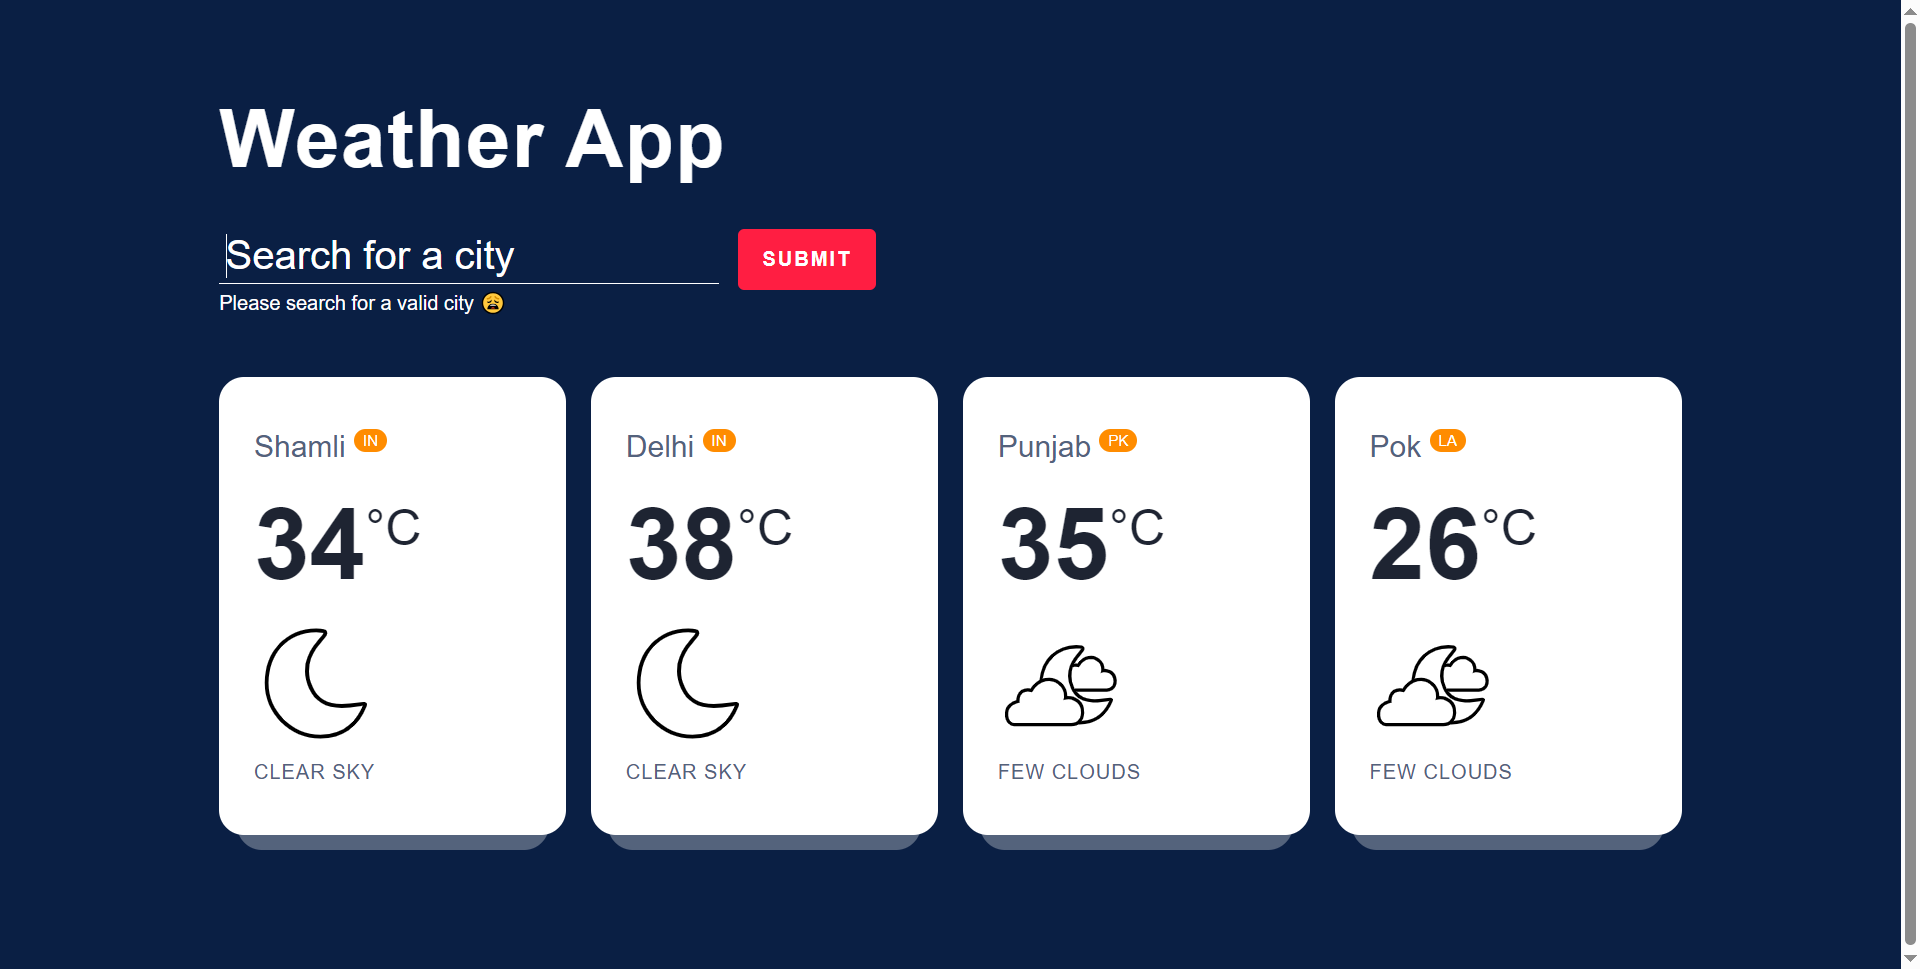 Weather App
Search for a city
SUBMIT
Please search for a valid city 😩
Shamli IN
34°C
CLEAR SKY
Delhi IN
38°C
CLEAR SKY
Punjab PK
35°C
FEW CLOUDS
Pok LA
26°C
FEW CLOUDS